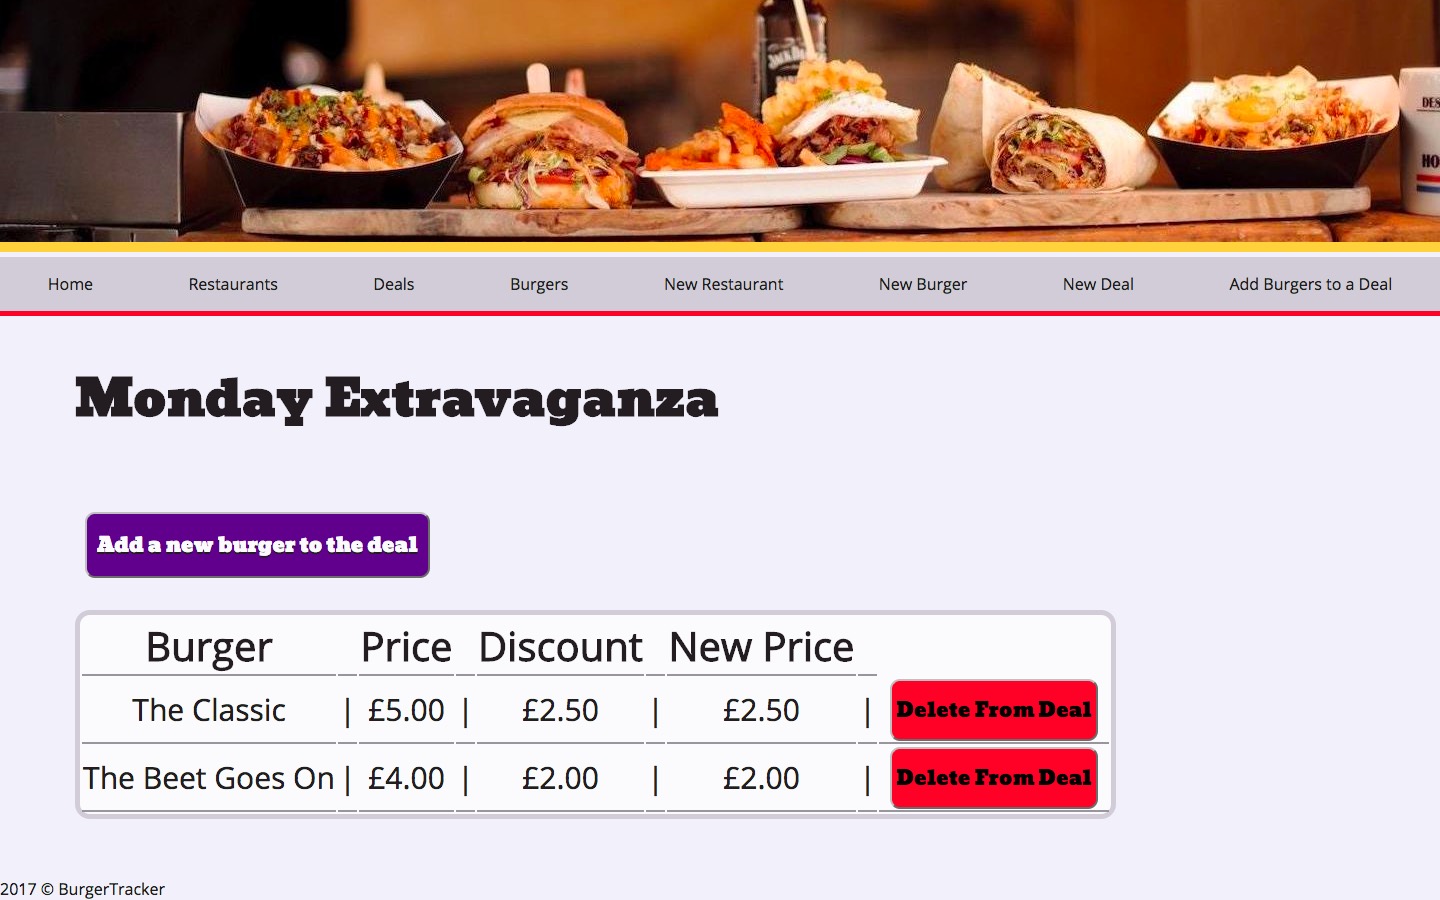 DES
HO
Home Restaurants Deals Burgers New Restaurant New Burger New Deal Add Burgers to a Deal
Monday Extravaganza
Add a new burger to the deal
Burger Price Discount New Price
The Classic | £5.00 | £2.50 | £2.50 | Delete From Deal
The Beet Goes On | £4.00 | £2.00 | £2.00 | Delete From Deal
2017 © BurgerTracker